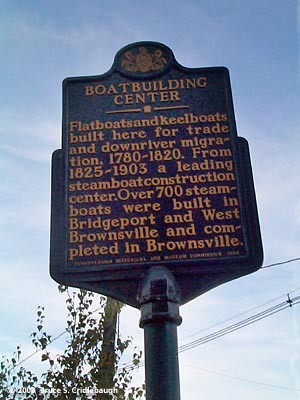 BOATBUILDING
CENTER
Flatboats and keelboats
built here for trade
and downriver migra-
tion, 1780-1820. From
1825-1903 a leading
steamboat construction
center. Over 700 steam-
boats were built in
Bridgeport and West
Brownsville and com-
pleted in Brownsville.
PENNSYLVANIA HISTORICAL AND MUSEUM COMMISSION
Bruce S. Cridlebaugh